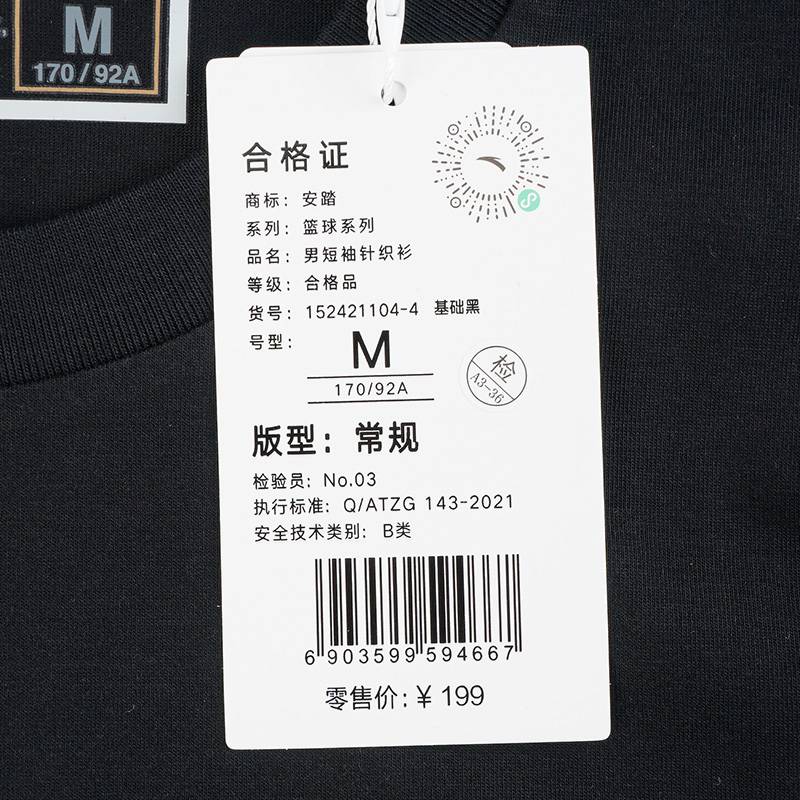 M
170/92A
合格证
商标: 安踏
系列: 篮球系列
品名: 男短袖针织衫
等级: 合格品
货号: 152421104-4 基础黑
号型: M
170/92A
检
A3-36
版型: 常规
检验员: No.03
执行标准: Q/ATZG 143-2021
安全技术类别: B类
6 903599 594667
零售价: ¥ 199